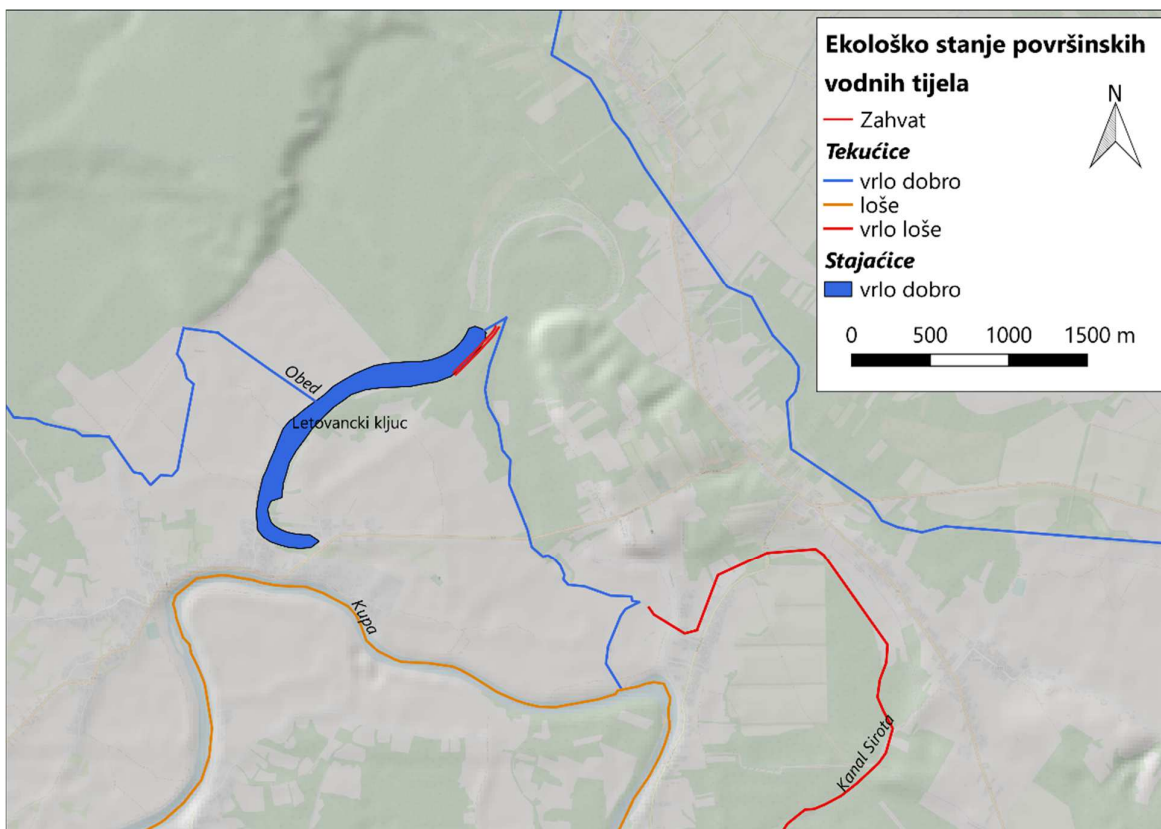 Ekološko stanje površinskih
vodnih tijela
N
Zahvat
Tekućice
vrlo dobro
loše
vrlo loše
Stajaćice
vrlo dobro
0 500 1000 1500 m
Obed
Letovancki kljuc
Kupa
Kanal Sirota